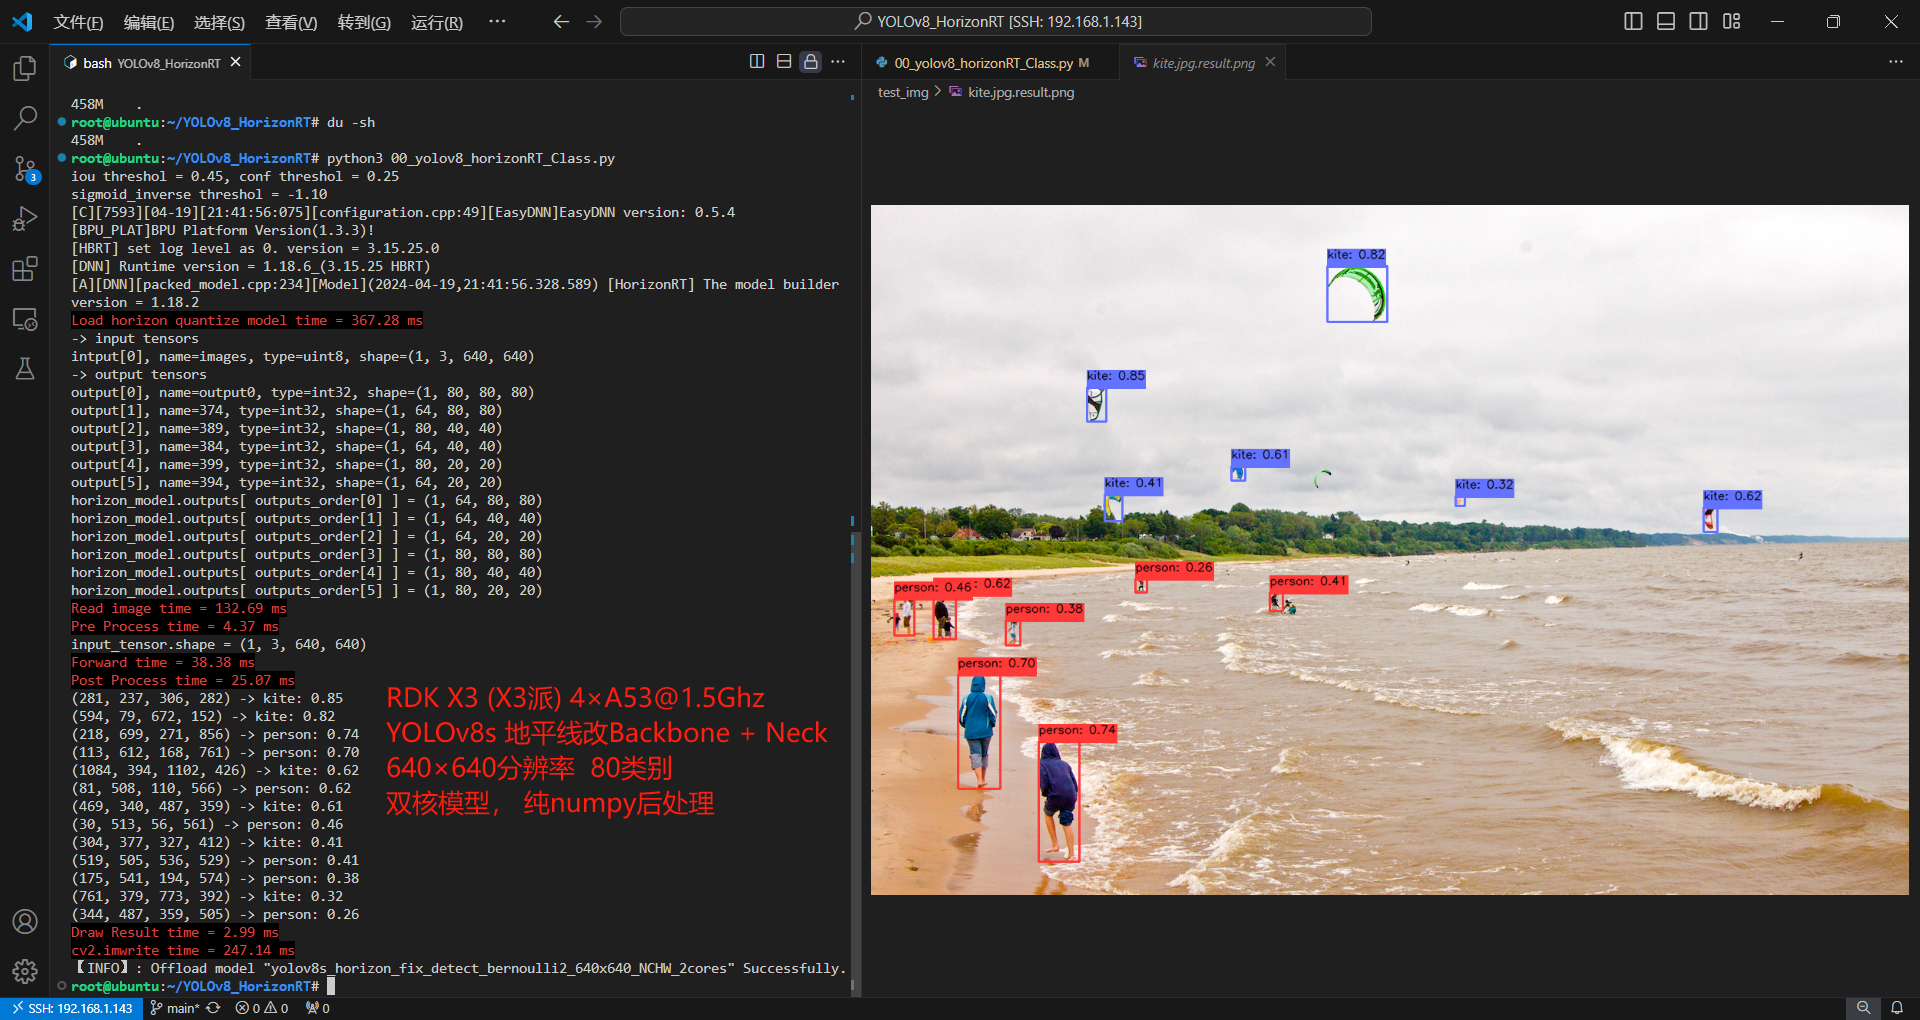 文件(F) 编辑(E) 选择(S) 查看(V) 转到(G) 运行(R) ··· YOLOv8_HorizonRT [SSH: 192.168.1.143]
bash YOLOv8_HorizonRT
458M    .
root@ubuntu:~/YOLOv8_HorizonRT# du -sh
458M    .
root@ubuntu:~/YOLOv8_HorizonRT# python3 00_yolov8_horizonRT_Class.py
iou threshol = 0.45, conf threshol = 0.25
sigmoid_inverse threshol = -1.10
[C][7593][04-19][21:41:56:075][configuration.cpp:49][EasyDNN]EasyDNN version: 0.5.4
[BPU_PLAT]BPU Platform Version(1.3.3)!
[HBRT] set log level as 0. version = 3.15.25.0
[DNN] Runtime version = 1.18.6_(3.15.25 HBRT)
[A][DNN][packed_model.cpp:234][Model](2024-04-19,21:41:56.328.589) [HorizonRT] The model builder
version = 1.18.2
Load horizon quantize model time = 367.28 ms
-> input tensors
intput[0], name=images, type=uint8, shape=(1, 3, 640, 640)
-> output tensors
output[0], name=output0, type=int32, shape=(1, 80, 80, 80)
output[1], name=374, type=int32, shape=(1, 64, 80, 80)
output[2], name=389, type=int32, shape=(1, 80, 40, 40)
output[3], name=384, type=int32, shape=(1, 64, 40, 40)
output[4], name=399, type=int32, shape=(1, 80, 20, 20)
output[5], name=394, type=int32, shape=(1, 64, 20, 20)
horizon_model.outputs[ outputs_order[0] ] = (1, 64, 80, 80)
horizon_model.outputs[ outputs_order[1] ] = (1, 64, 40, 40)
horizon_model.outputs[ outputs_order[2] ] = (1, 64, 20, 20)
horizon_model.outputs[ outputs_order[3] ] = (1, 80, 80, 80)
horizon_model.outputs[ outputs_order[4] ] = (1, 80, 40, 40)
horizon_model.outputs[ outputs_order[5] ] = (1, 80, 20, 20)
Read image time = 132.69 ms
Pre Process time = 4.37 ms
input_tensor.shape = (1, 3, 640, 640)
Forward time = 38.38 ms
Post Process time = 25.07 ms
(281, 237, 306, 282) -> kite: 0.85
(594, 79, 672, 152) -> kite: 0.82
(218, 699, 271, 856) -> person: 0.74
(113, 612, 168, 761) -> person: 0.70
(1084, 394, 1102, 426) -> kite: 0.62
(81, 508, 110, 566) -> person: 0.62
(469, 340, 487, 359) -> kite: 0.61
(30, 513, 56, 561) -> person: 0.46
(304, 377, 327, 412) -> kite: 0.41
(519, 505, 536, 529) -> person: 0.41
(175, 541, 194, 574) -> person: 0.38
(761, 379, 773, 392) -> kite: 0.32
(344, 487, 359, 505) -> person: 0.26
Draw Result time = 2.99 ms
cv2.imwrite time = 247.14 ms
【INFO】: Offload model "yolov8s_horizon_fix_detect_bernoulli2_640x640_NCHW_2cores" Successfully.
root@ubuntu:~/YOLOv8_HorizonRT#
RDK X3 (X3派) 4×A53@1.5Ghz
YOLOv8s 地平线改Backbone + Neck
640×640分辨率 80类别
双核模型， 纯numpy后处理
00_yolov8_horizonRT_Class.py M kite.jpg.result.png
test_img > kite.jpg.result.png
kite: 0.82
kite: 0.85
kite: 0.61
kite: 0.41
kite: 0.32
kite: 0.62
person: 0.26
person: 0.46
: 0.62
person: 0.41
person: 0.38
person: 0.70
person: 0.74
3
SSH: 192.168.1.143 main* 0 0 0